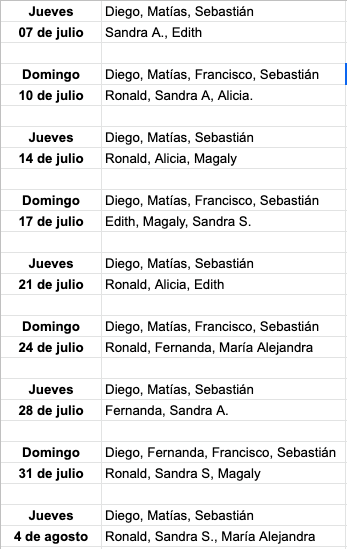 Jueves Diego, Matías, Sebastián
07 de julio Sandra A., Edith
Domingo Diego, Matías, Francisco, Sebastián
10 de julio Ronald, Sandra A, Alicia.
Jueves Diego, Matías, Sebastián
14 de julio Ronald, Alicia, Magaly
Domingo Diego, Matías, Francisco, Sebastián
17 de julio Edith, Magaly, Sandra S.
Jueves Diego, Matías, Sebastián
21 de julio Ronald, Alicia, Edith
Domingo Diego, Matías, Francisco, Sebastián
24 de julio Ronald, Fernanda, María Alejandra
Jueves Diego, Matías, Sebastián
28 de julio Fernanda, Sandra A.
Domingo Diego, Fernanda, Francisco, Sebastián
31 de julio Ronald, Sandra S, Magaly
Jueves Diego, Matías, Sebastián
4 de agosto Ronald, Sandra S., María Alejandra